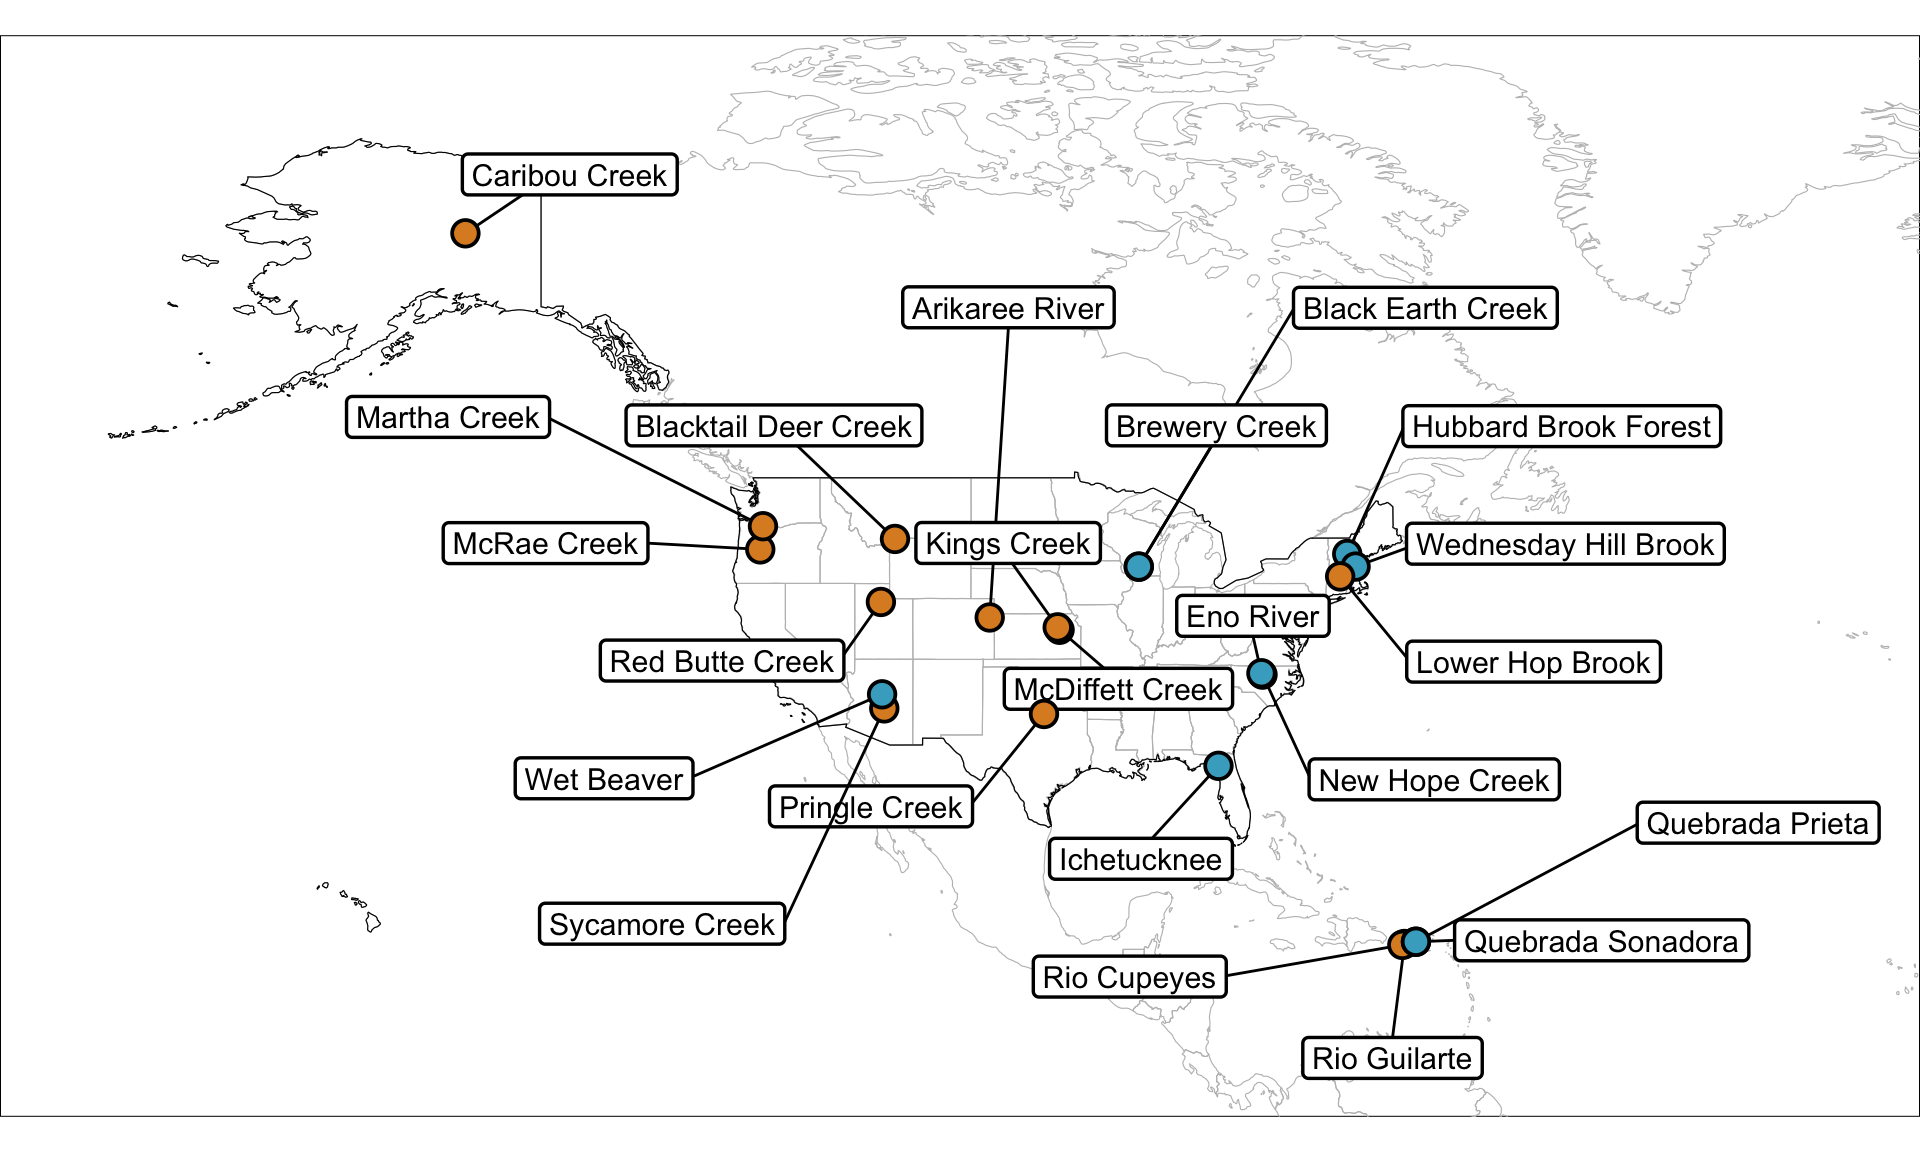 Caribou Creek
Arikaree River
Black Earth Creek
Martha Creek
Blacktail Deer Creek
Brewery Creek
Hubbard Brook Forest
McRae Creek
Kings Creek
Wednesday Hill Brook
Eno River
Red Butte Creek
Lower Hop Brook
McDiffett Creek
Wet Beaver
New Hope Creek
Pringle Creek
Quebrada Prieta
Ichetucknee
Sycamore Creek
Quebrada Sonadora
Rio Cupeyes
Rio Guilarte